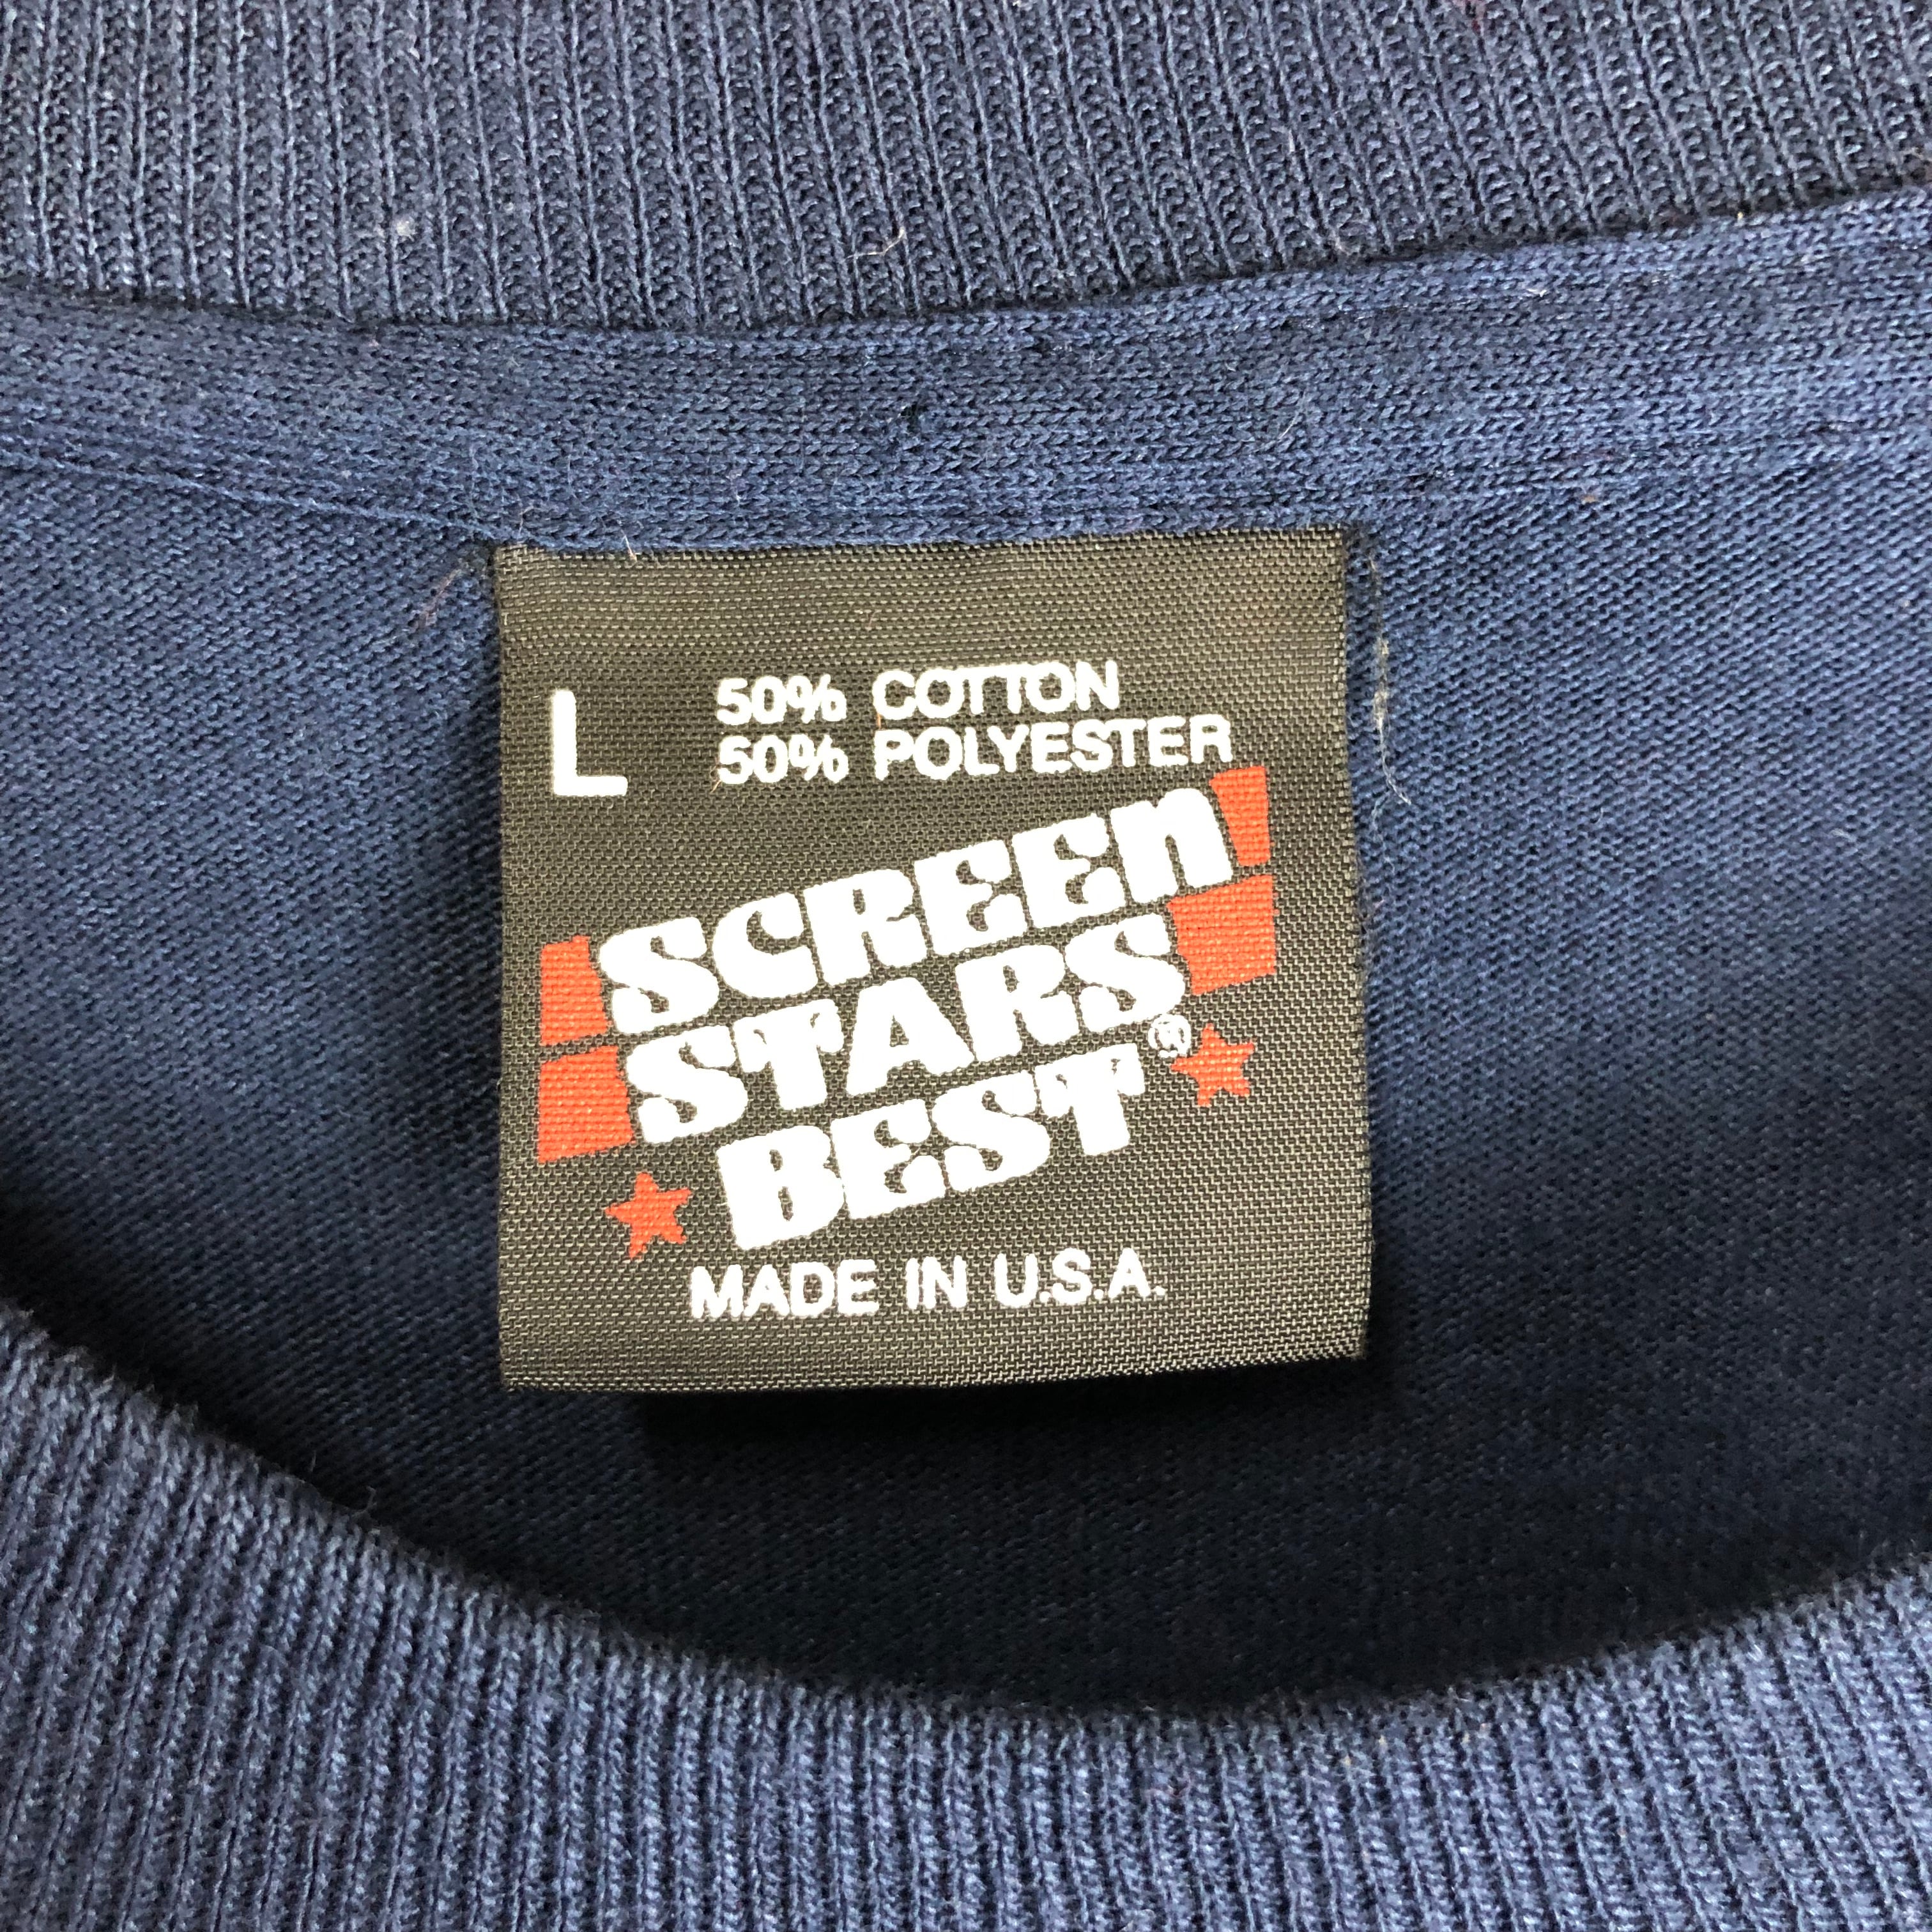 L 50% COTTON
50% POLYESTER
SCREEn
STARS
BEST®
MADE IN U.S.A.